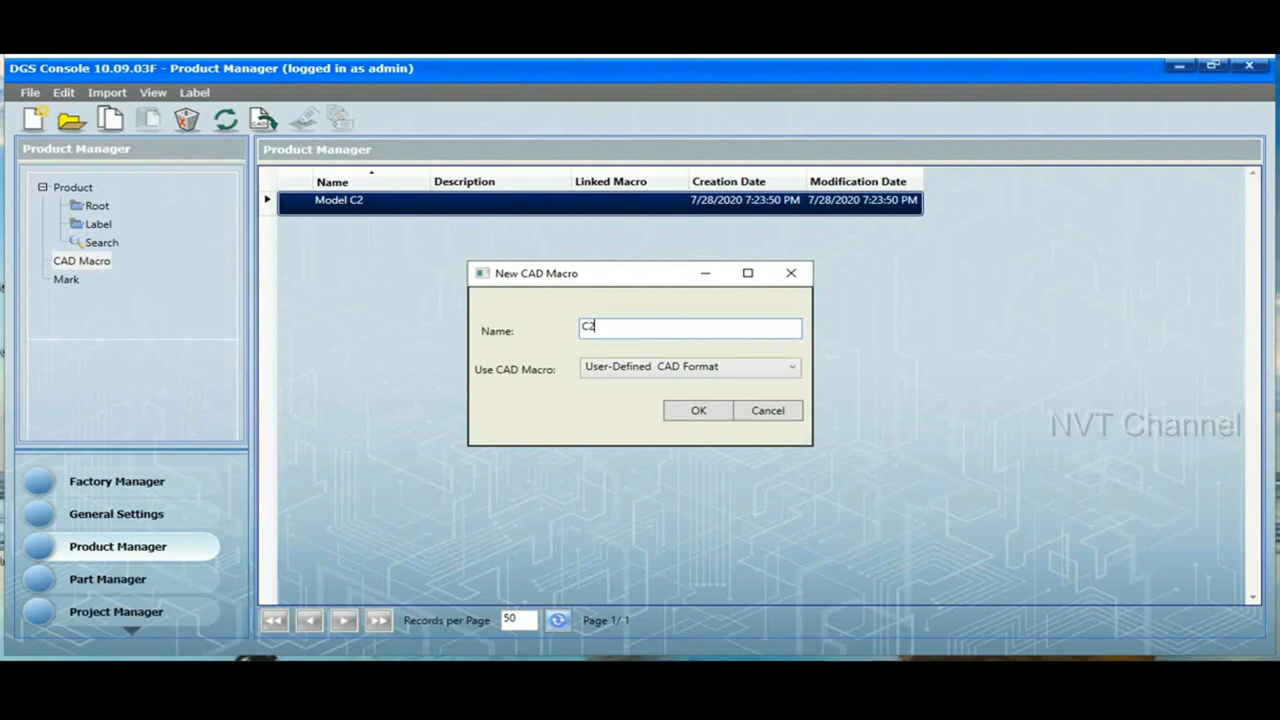 DGS Console 10.09.03F - Product Manager (logged in as admin)
File Edit Import View Label
Product Manager
Product
Root
Label
Search
CAD Macro
Mark
Factory Manager
General Settings
Product Manager
Part Manager
Project Manager
Product Manager
Name Description Linked Macro Creation Date Modification Date
Model C2 7/28/2020 7:23:50 PM 7/28/2020 7:23:50 PM
New CAD Macro
Name: C2
Use CAD Macro: User-Defined CAD Format
OK Cancel
NVT Channel
Records per Page 50 Page 1/ 1